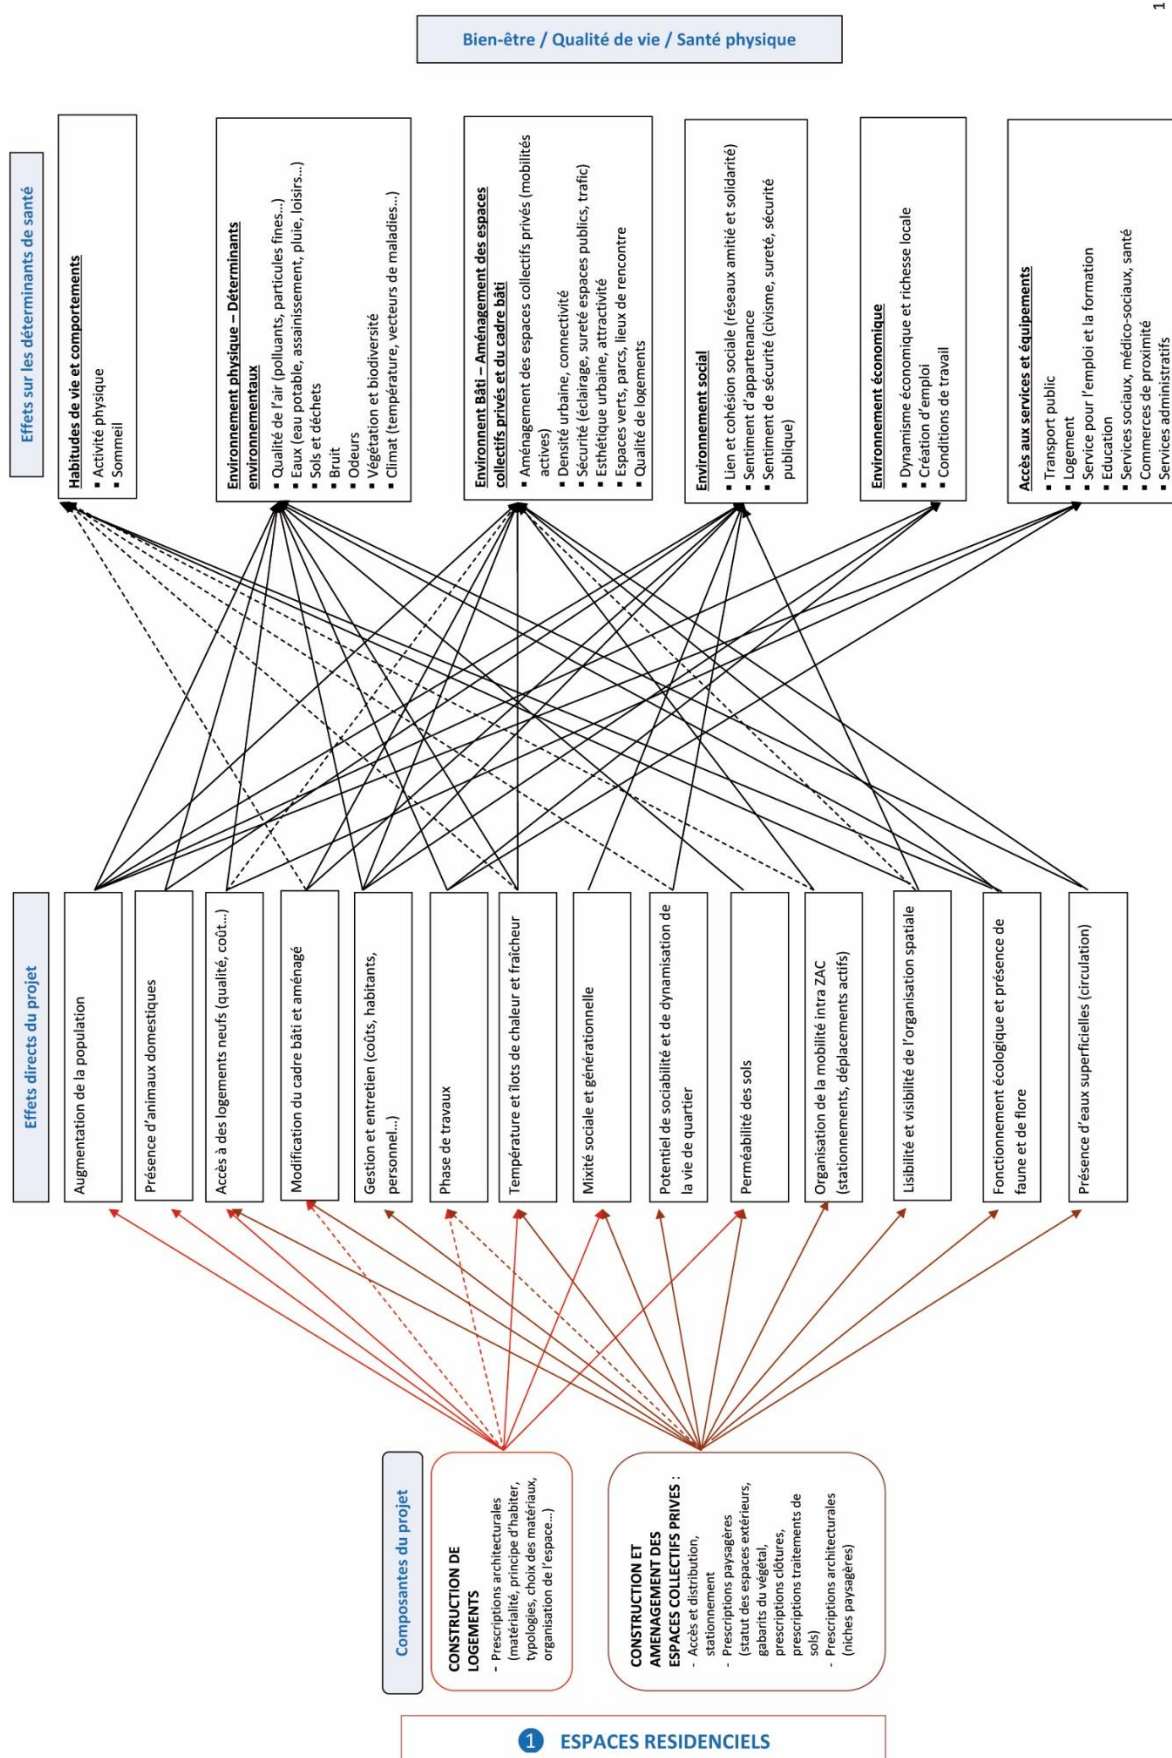 1 ESPACES RESIDENCIELS
Composantes du projet
CONSTRUCTION DE
LOGEMENTS
- Prescriptions architecturales
(matérialité, principe d'habiter,
typologies, choix des matériaux,
organisation de l'espace...)
CONSTRUCTION ET
AMENAGEMENT DES
ESPACES COLLECTIFS PRIVES :
- Accès et distribution,
stationnement
- Prescriptions paysagères
(statut des espaces extérieurs,
gabarits du végétal,
prescriptions clôtures,
prescriptions traitements de
sols)
- Prescriptions architecturales
(niches paysagères)
Effets directs du projet
Augmentation de la population
Présence d'animaux domestiques
Accès à des logements neufs (qualité, coût...)
Modification du cadre bâti et aménagé
Gestion et entretien (coûts, habitants,
personnel...)
Phase de travaux
Température et îlots de chaleur et fraîcheur
Mixité sociale et générationnelle
Potentiel de sociabilité et de dynamisation de
la vie de quartier
Perméabilité des sols
Organisation de la mobilité intra ZAC
(stationnements, déplacements actifs)
Lisibilité et visibilité de l'organisation spatiale
Fonctionnement écologique et présence de
faune et de flore
Présence d'eaux superficielles (circulation)
Effets sur les déterminants de santé
Habitudes de vie et comportements
▪ Activité physique
▪ Sommeil
Environnement physique – Déterminants
environnementaux
▪ Qualité de l'air (polluants, particules fines...)
▪ Eaux (eau potable, assainissement, pluie, loisirs...)
▪ Sols et déchets
▪ Bruit
▪ Odeurs
▪ Végétation et biodiversité
▪ Climat (température, vecteurs de maladies...)
Environnent Bâti – Aménagement des espaces
collectifs privés et du cadre bâti
▪ Aménagement des espaces collectifs privés (mobilités
actives)
▪ Densité urbaine, connectivité
▪ Sécurité (éclairage, sureté espaces publics, trafic)
▪ Esthétique urbaine, attractivité
▪ Espaces verts, parcs, lieux de rencontre
▪ Qualité de logements
Environnement social
▪ Lien et cohésion sociale (réseaux amitié et solidarité)
▪ Sentiment d'appartenance
▪ Sentiment de sécurité (civisme, sureté, sécurité
publique)
Environnement économique
▪ Dynamisme économique et richesse locale
▪ Création d'emploi
▪ Conditions de travail
Accès aux services et équipements
▪ Transport public
▪ Logement
▪ Service pour l'emploi et la formation
▪ Education
▪ Services sociaux, médico-sociaux, santé
▪ Commerces de proximité
▪ Services administratifs
Bien-être / Qualité de vie / Santé physique
1